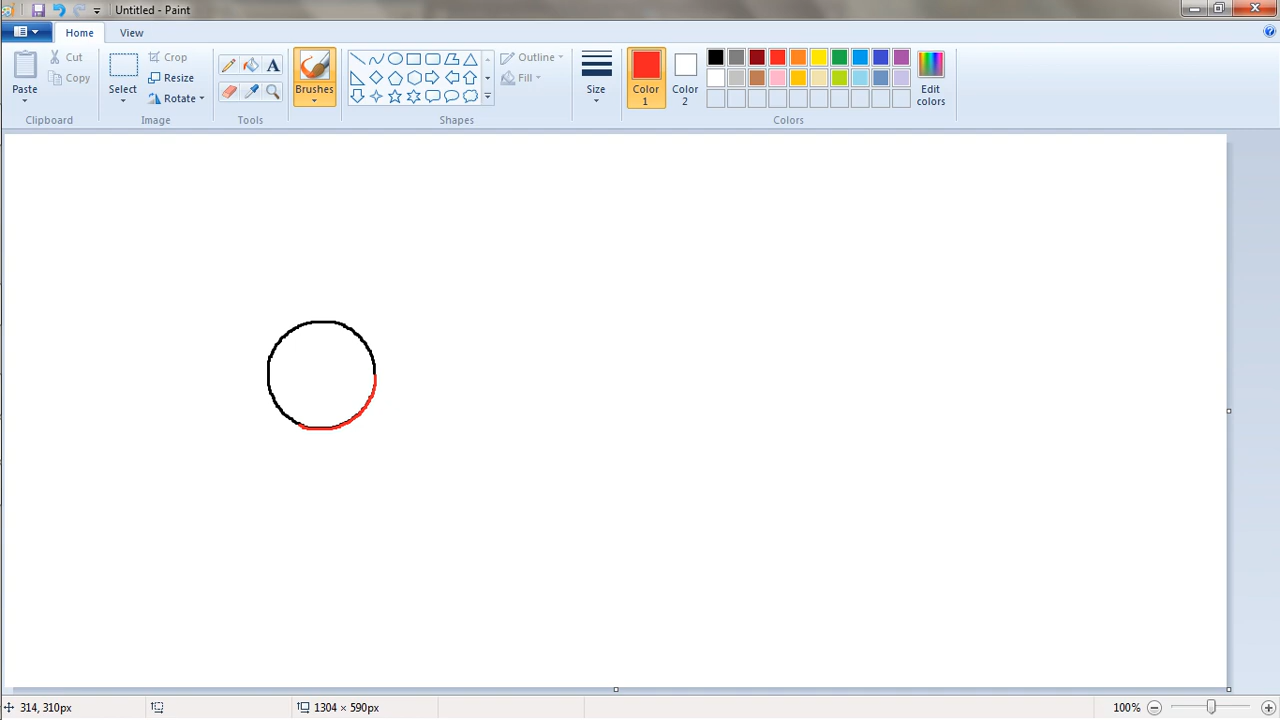 Untitled - Paint
Home View
Paste
Cut
Copy
Clipboard
Select
Crop
Resize
Rotate
Image
A
Tools
Brushes
Shapes
Outline
Fill
Size
Color 1
Color 2
Edit colors
Colors
314, 310px
1304 × 590px
100%